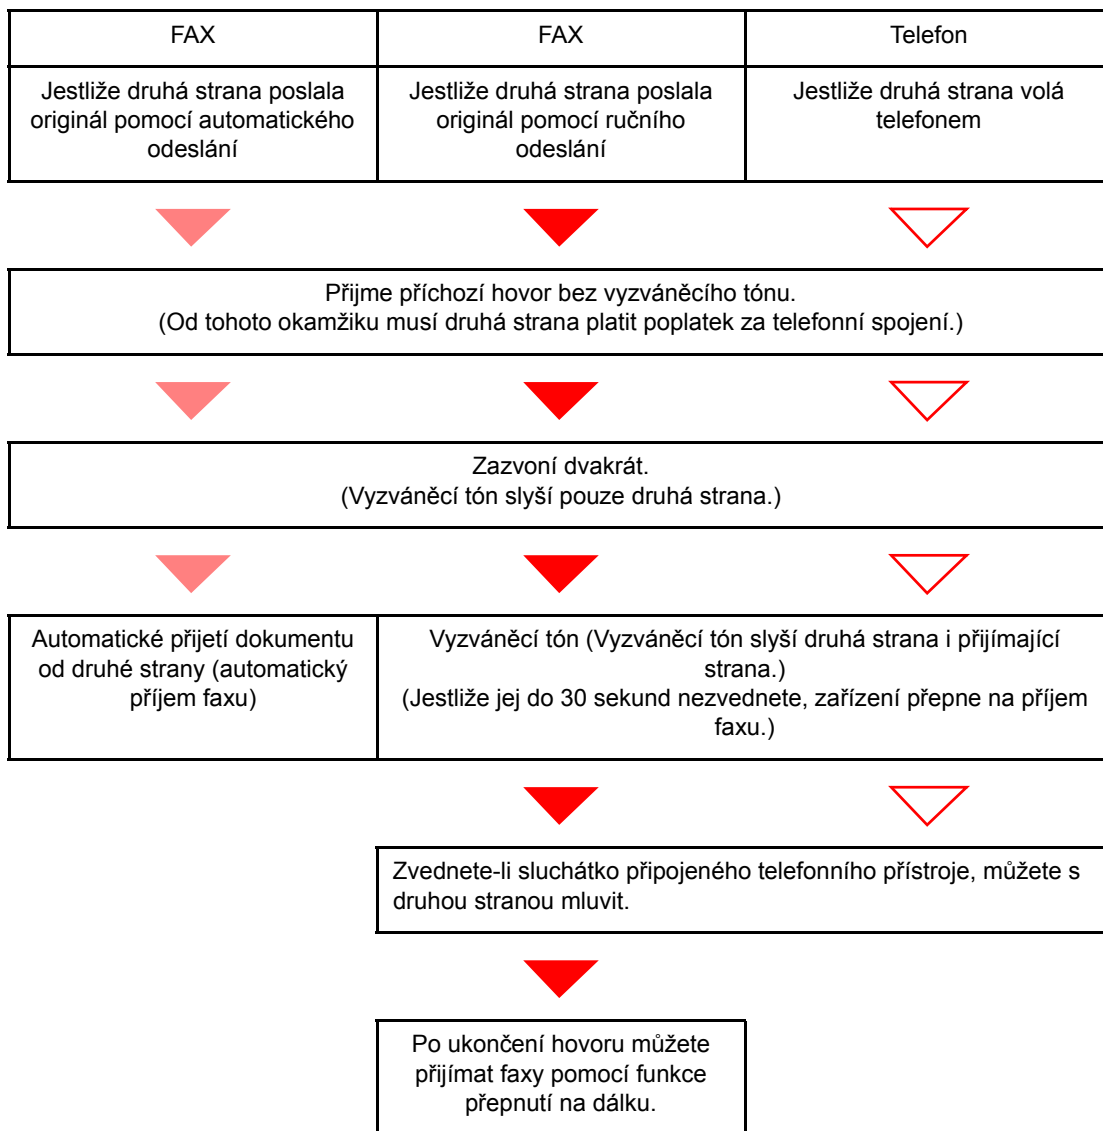 FAX
FAX
Telefon
Jestliže druhá strana poslala
originál pomocí automatického
odeslání
Jestliže druhá strana poslala
originál pomocí ručního
odeslání
Jestliže druhá strana volá
telefonem
Přijme příchozí hovor bez vyzváněcího tónu.
(Od tohoto okamžiku musí druhá strana platit poplatek za telefonní spojení.)
Zazvoní dvakrát.
(Vyzváněcí tón slyší pouze druhá strana.)
Automatické přijetí dokumentu
od druhé strany (automatický
příjem faxu)
Vyzváněcí tón (Vyzváněcí tón slyší druhá strana i přijímající
strana.)
(Jestliže jej do 30 sekund nezvednete, zařízení přepne na příjem
faxu.)
Zvednete-li sluchátko připojeného telefonního přístroje, můžete s
druhou stranou mluvit.
Po ukončení hovoru můžete
přijímat faxy pomocí funkce
přepnutí na dálku.